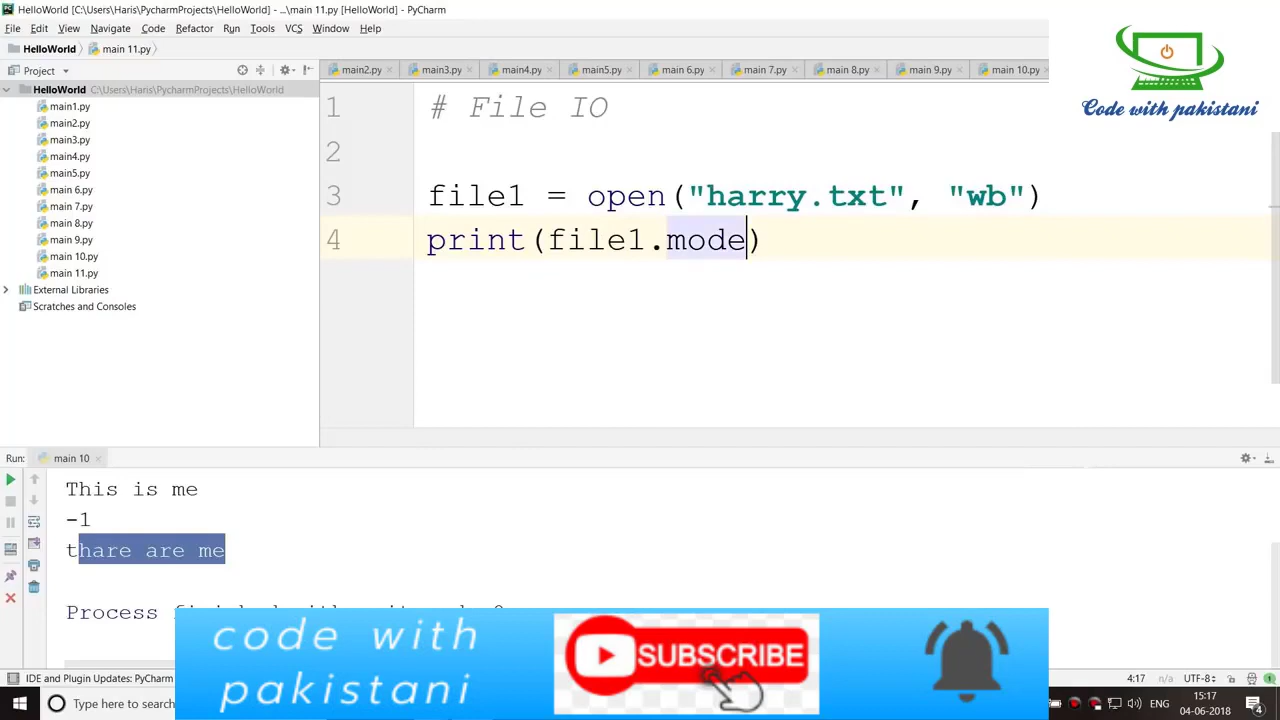 HelloWorld [C:\Users\Haris\PycharmProjects\HelloWorld] - ...\main 11.py [HelloWorld] - PyCharm
File Edit View Navigate Code Refactor Run Tools VCS Window Help
HelloWorld main 11.py
Project main2.py main3.py main4.py main5.py main 6.py main 7.py main 8.py main 9.py main 10.py
HelloWorld C:\Users\Haris\PycharmProjects\HelloWorld
main1.py
main2.py
main3.py
main4.py
main5.py
main 6.py
main 7.py
main 8.py
main 9.py
main 10.py
main 11.py
External Libraries
Scratches and Consoles
1 # File IO
2
3 file1 = open("harry.txt", "wb")
4 print(file1.mode)
Code with pakistani
Run: main 10
This is me
-1
thare are me
Process
code with
pakistani
SUBSCRIBE
IDE and Plugin Updates: PyCharm
4:17 n/a UTF-8
Type here to search
15:17
04-06-2018
4